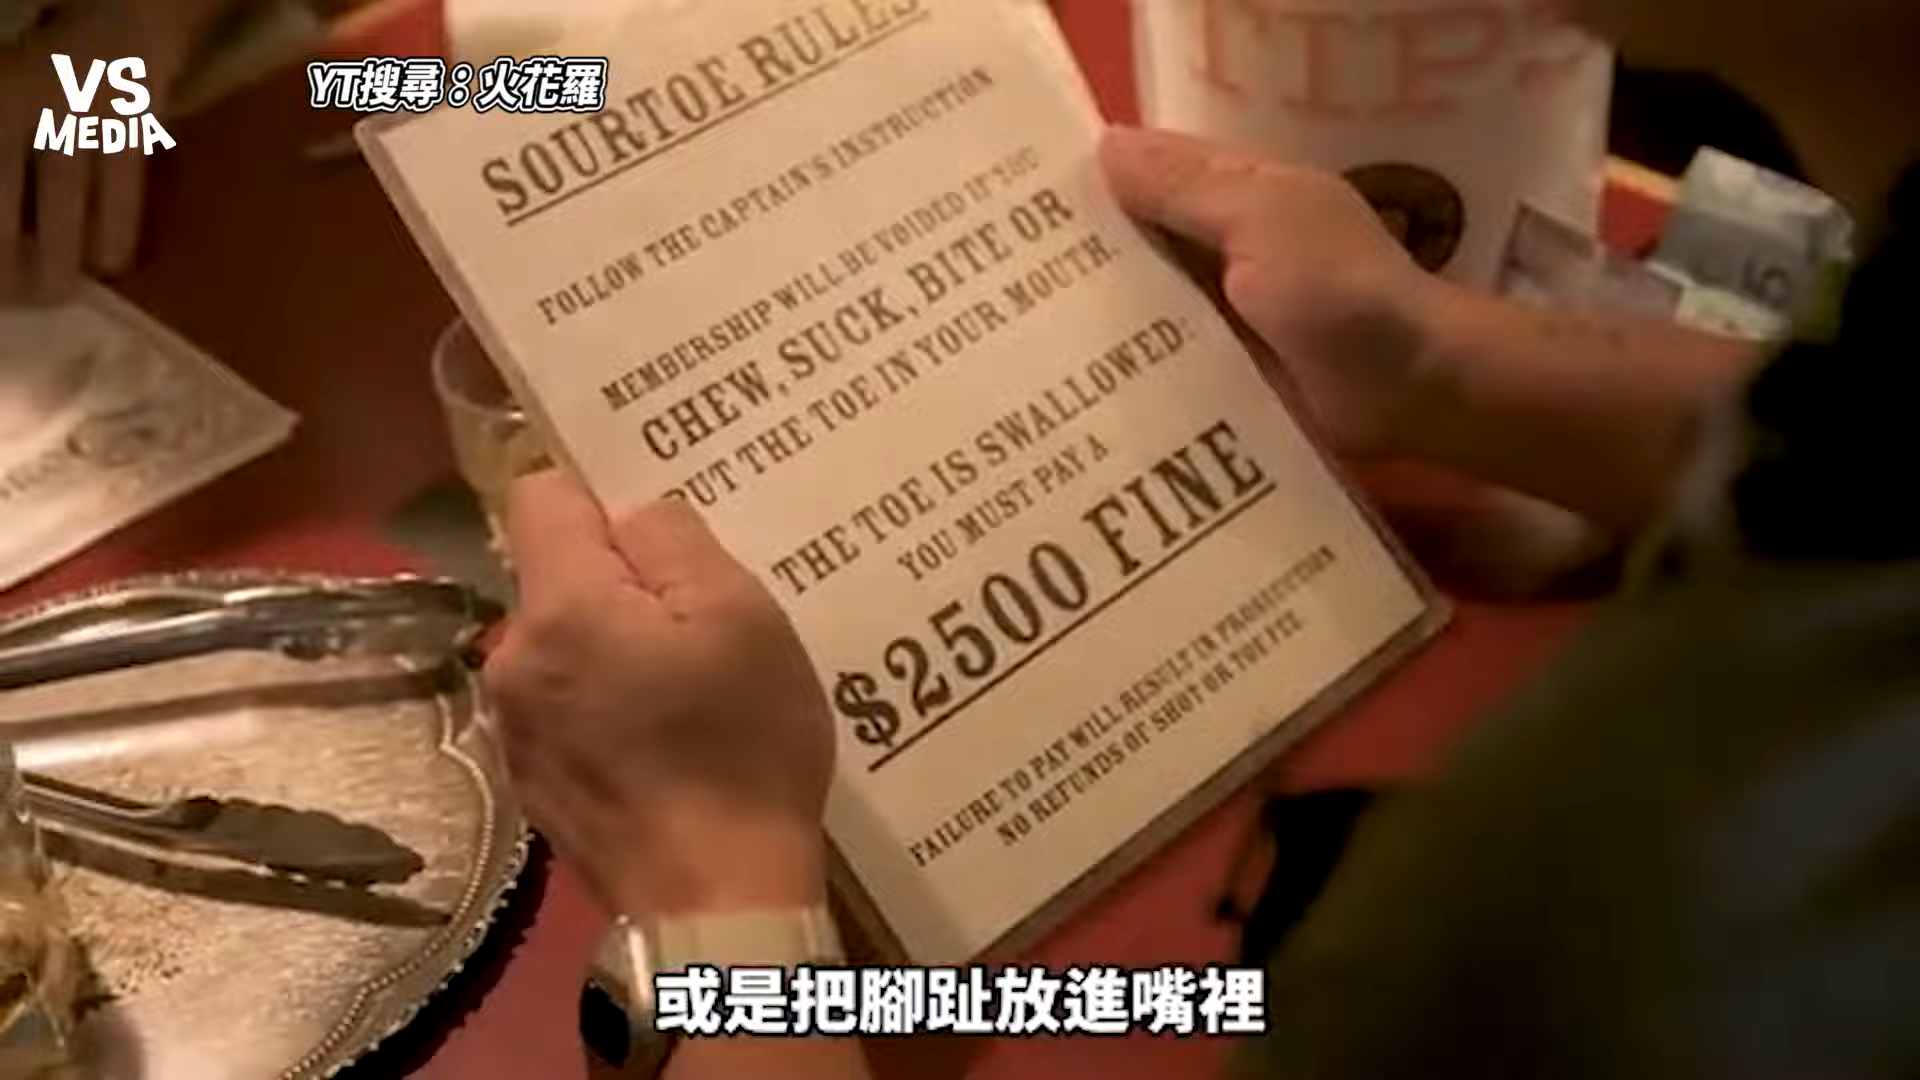 VS
MEDIA
YT搜尋：火花羅
TIPS
SOURTOE RULES
FOLLOW THE CAPTAIN'S INSTRUCTION
MEMBERSHIP WILL BE VOIDED IF YOU
CHEW, SUCK, BITE OR
PUT THE TOE IN YOUR MOUTH.
THE TOE IS SWALLOWED:
YOU MUST PAY A
$2500 FINE
FAILURE TO PAY WILL RESULT IN PROSECUTION
NO REFUNDS OF SHOT OR TOE FEE.
5
或是把腳趾放進嘴裡